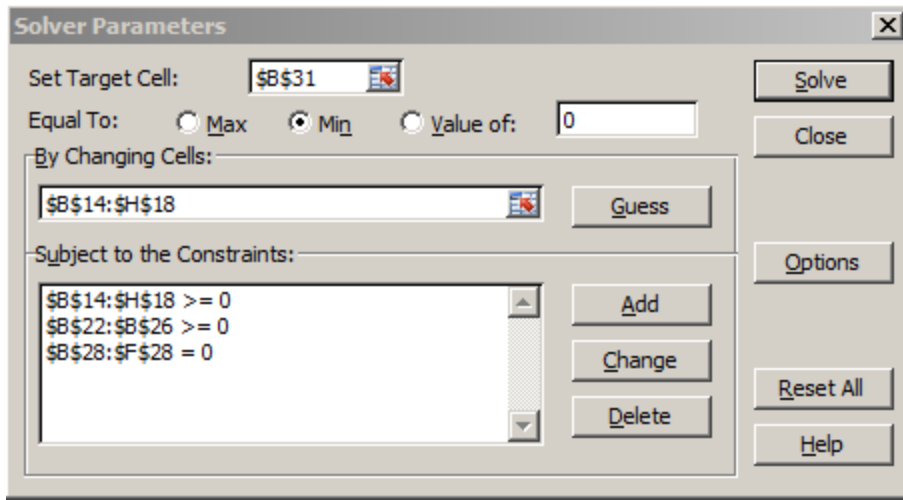 Solver Parameters
Set Target Cell: $B$31 Solve
Equal To: Max Min Value of: 0 Close
By Changing Cells:
$B$14:$H$18 Guess
Subject to the Constraints: Options
$B$14:$H$18 >= 0 Add
$B$22:$B$26 >= 0
$B$28:$F$28 = 0 Change
Reset All
Delete
Help